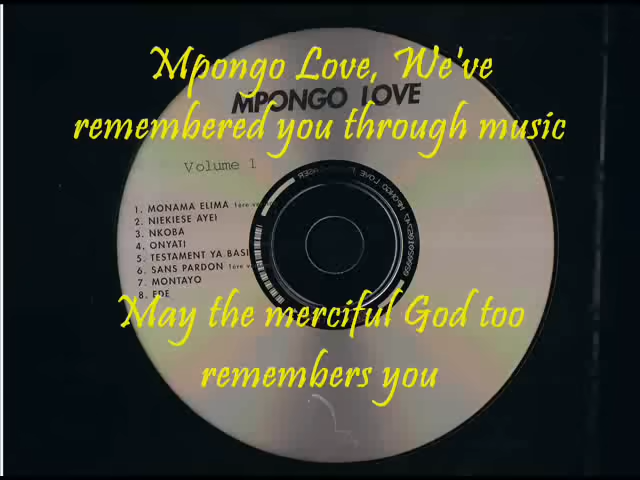 Mpongo Love, We've
remembered you through music
MPONGO LOVE
Volume 1
1. MONAMA ELIMA 1ère
2. NIEKIESE AYEI
3. NKOBA
4. ONYATI
5. TESTAMENT YA BASI
6. SANS PARDON 1ère
7. MONTAYO
8. EDE
May the merciful God too
remembers you